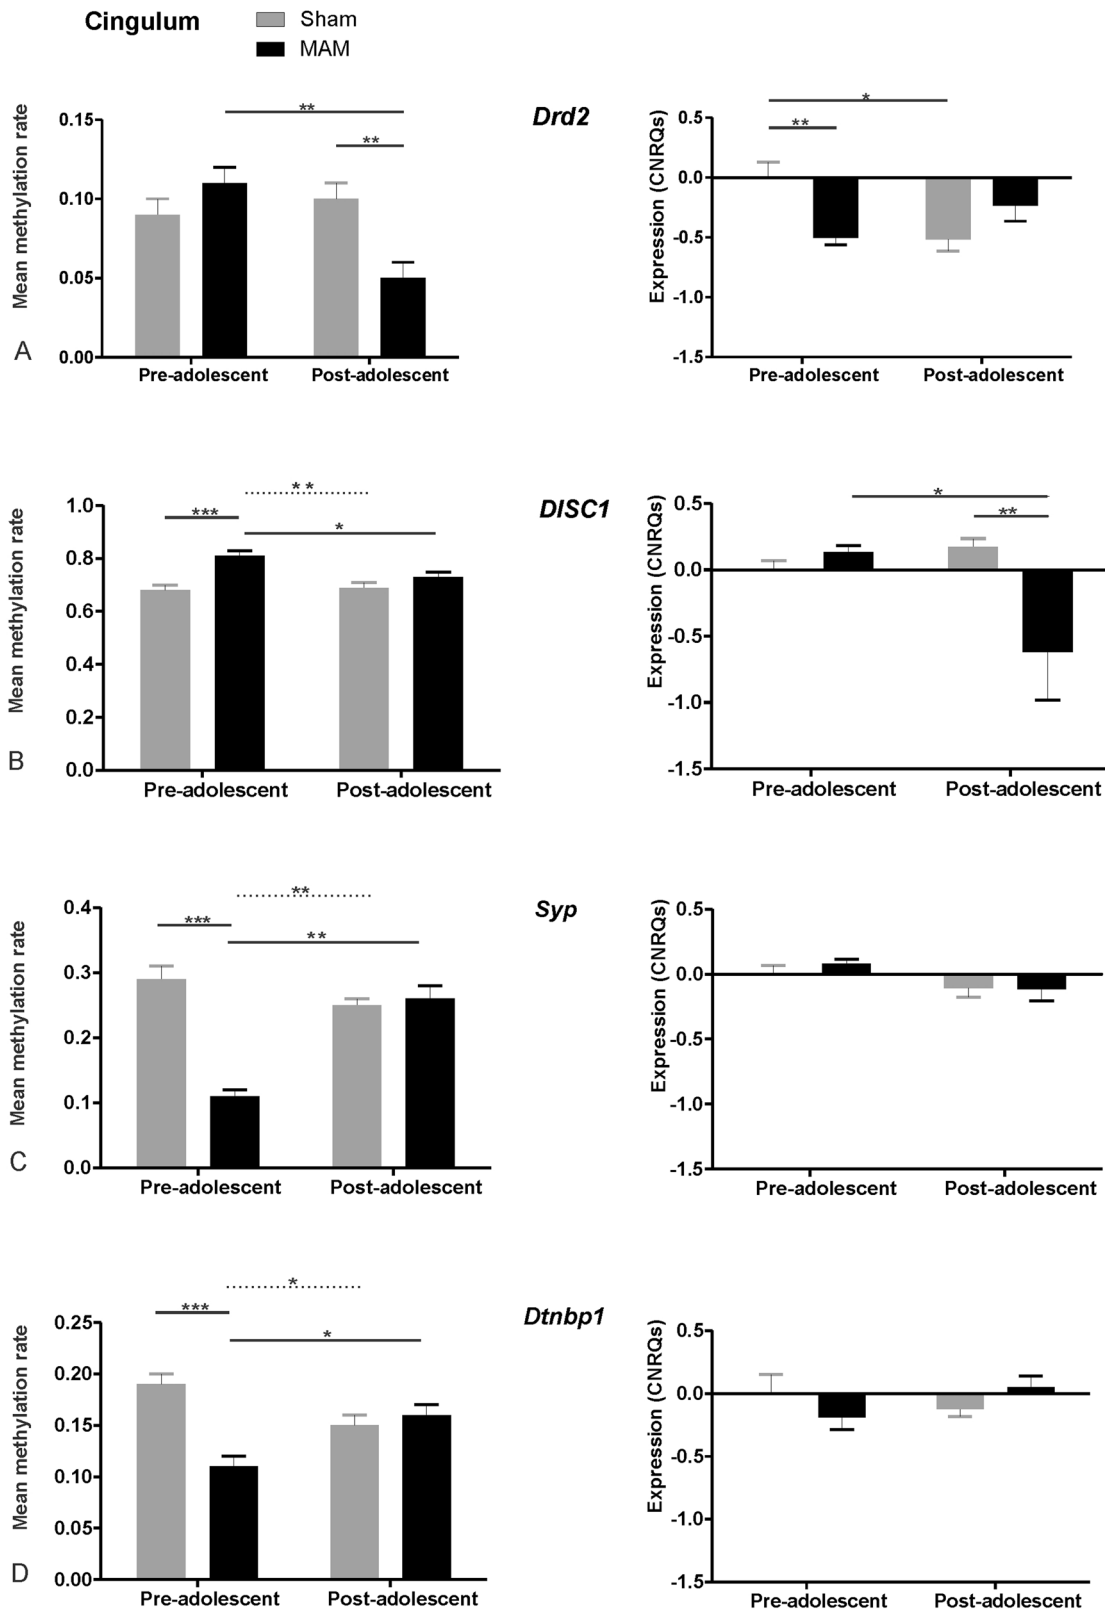 Cingulum
Sham
MAM
Drd2
Mean methylation rate
0.15
0.10
0.05
0.00
**
**
Pre-adolescent
Post-adolescent
A
Expression (CNRQs)
0.5
0.0
-0.5
-1.0
-1.5
*
**
Pre-adolescent
Post-adolescent
DISC1
Mean methylation rate
1.0
0.8
0.6
0.4
0.2
0.0
* *
***
*
Pre-adolescent
Post-adolescent
B
Expression (CNRQs)
0.5
0.0
-0.5
-1.0
-1.5
*
**
Pre-adolescent
Post-adolescent
Syp
Mean methylation rate
0.4
0.3
0.2
0.1
0.0
**
***
**
Pre-adolescent
Post-adolescent
C
Expression (CNRQs)
0.5
0.0
-0.5
-1.0
-1.5
Pre-adolescent
Post-adolescent
Dtnbp1
Mean methylation rate
0.25
0.20
0.15
0.10
0.05
0.00
*
***
*
Pre-adolescent
Post-adolescent
D
Expression (CNRQs)
0.5
0.0
-0.5
-1.0
-1.5
Pre-adolescent
Post-adolescent